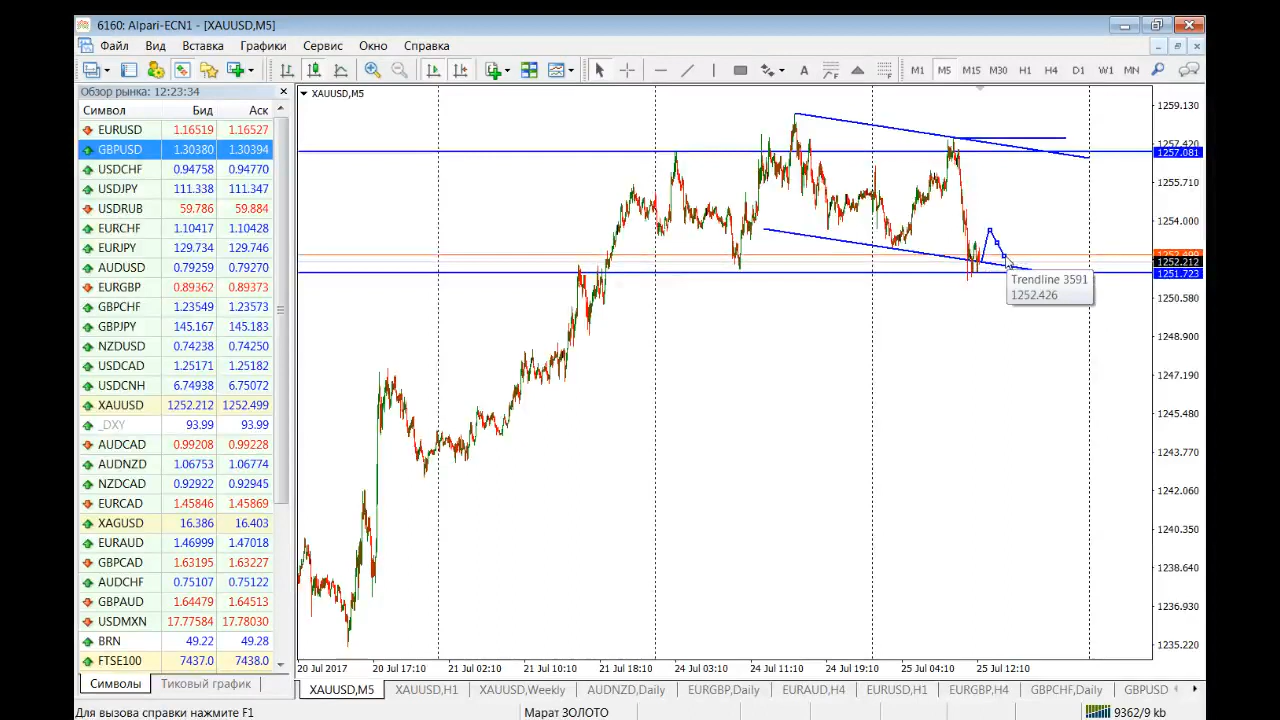 6160: Alpari-ECN1 - [XAUUSD,M5]
Файл Вид Вставка Графики Сервис Окно Справка
M1 M5 M15 M30 H1 H4 D1 W1 MN
Обзор рынка: 12:23:34
Символ Бид Аск
EURUSD 1.16519 1.16527
GBPUSD 1.30380 1.30394
USDCHF 0.94758 0.94770
USDJPY 111.338 111.347
USDRUB 59.786 59.884
EURCHF 1.10417 1.10428
EURJPY 129.734 129.746
AUDUSD 0.79259 0.79270
EURGBP 0.89362 0.89373
GBPCHF 1.23549 1.23573
GBPJPY 145.167 145.183
NZDUSD 0.74238 0.74249
USDCAD 1.25171 1.25182
USDCNH 6.74938 6.75072
XAUUSD 1252.212 1252.499
_DXY 93.99 93.99
AUDCAD 0.99208 0.99228
AUDNZD 1.06753 1.06774
NZDCAD 0.92922 0.92945
EURCAD 1.45846 1.45869
XAGUSD 16.386 16.403
EURAUD 1.46999 1.47018
GBPCAD 1.63195 1.63227
AUDCHF 0.75107 0.75122
GBPAUD 1.64479 1.64513
USDMXN 17.77584 17.78030
BRN 49.22 49.28
FTSE100 7437.0 7438.0
Символы Тиковый график
XAUUSD,M5
1259.130
1257.420
1257.081
1255.710
1254.000
1252.499
1252.212
1251.723
1250.580
1248.900
1247.190
1245.480
1243.770
1242.060
1240.350
1238.640
1236.930
1235.220
Trendline 3591
1252.426
20 Jul 2017 20 Jul 17:10 21 Jul 02:10 21 Jul 10:10 21 Jul 18:10 24 Jul 03:10 24 Jul 11:10 24 Jul 19:10 25 Jul 04:10 25 Jul 12:10
XAUUSD,M5 XAUUSD,H1 XAUUSD,Weekly AUDNZD,Daily EURGBP,Daily EURAUD,H4 EURUSD,H1 EURGBP,H4 GBPCHF,Daily GBPUSD
Для вызова справки нажмите F1 Марат ЗОЛОТО 9362/9 kb